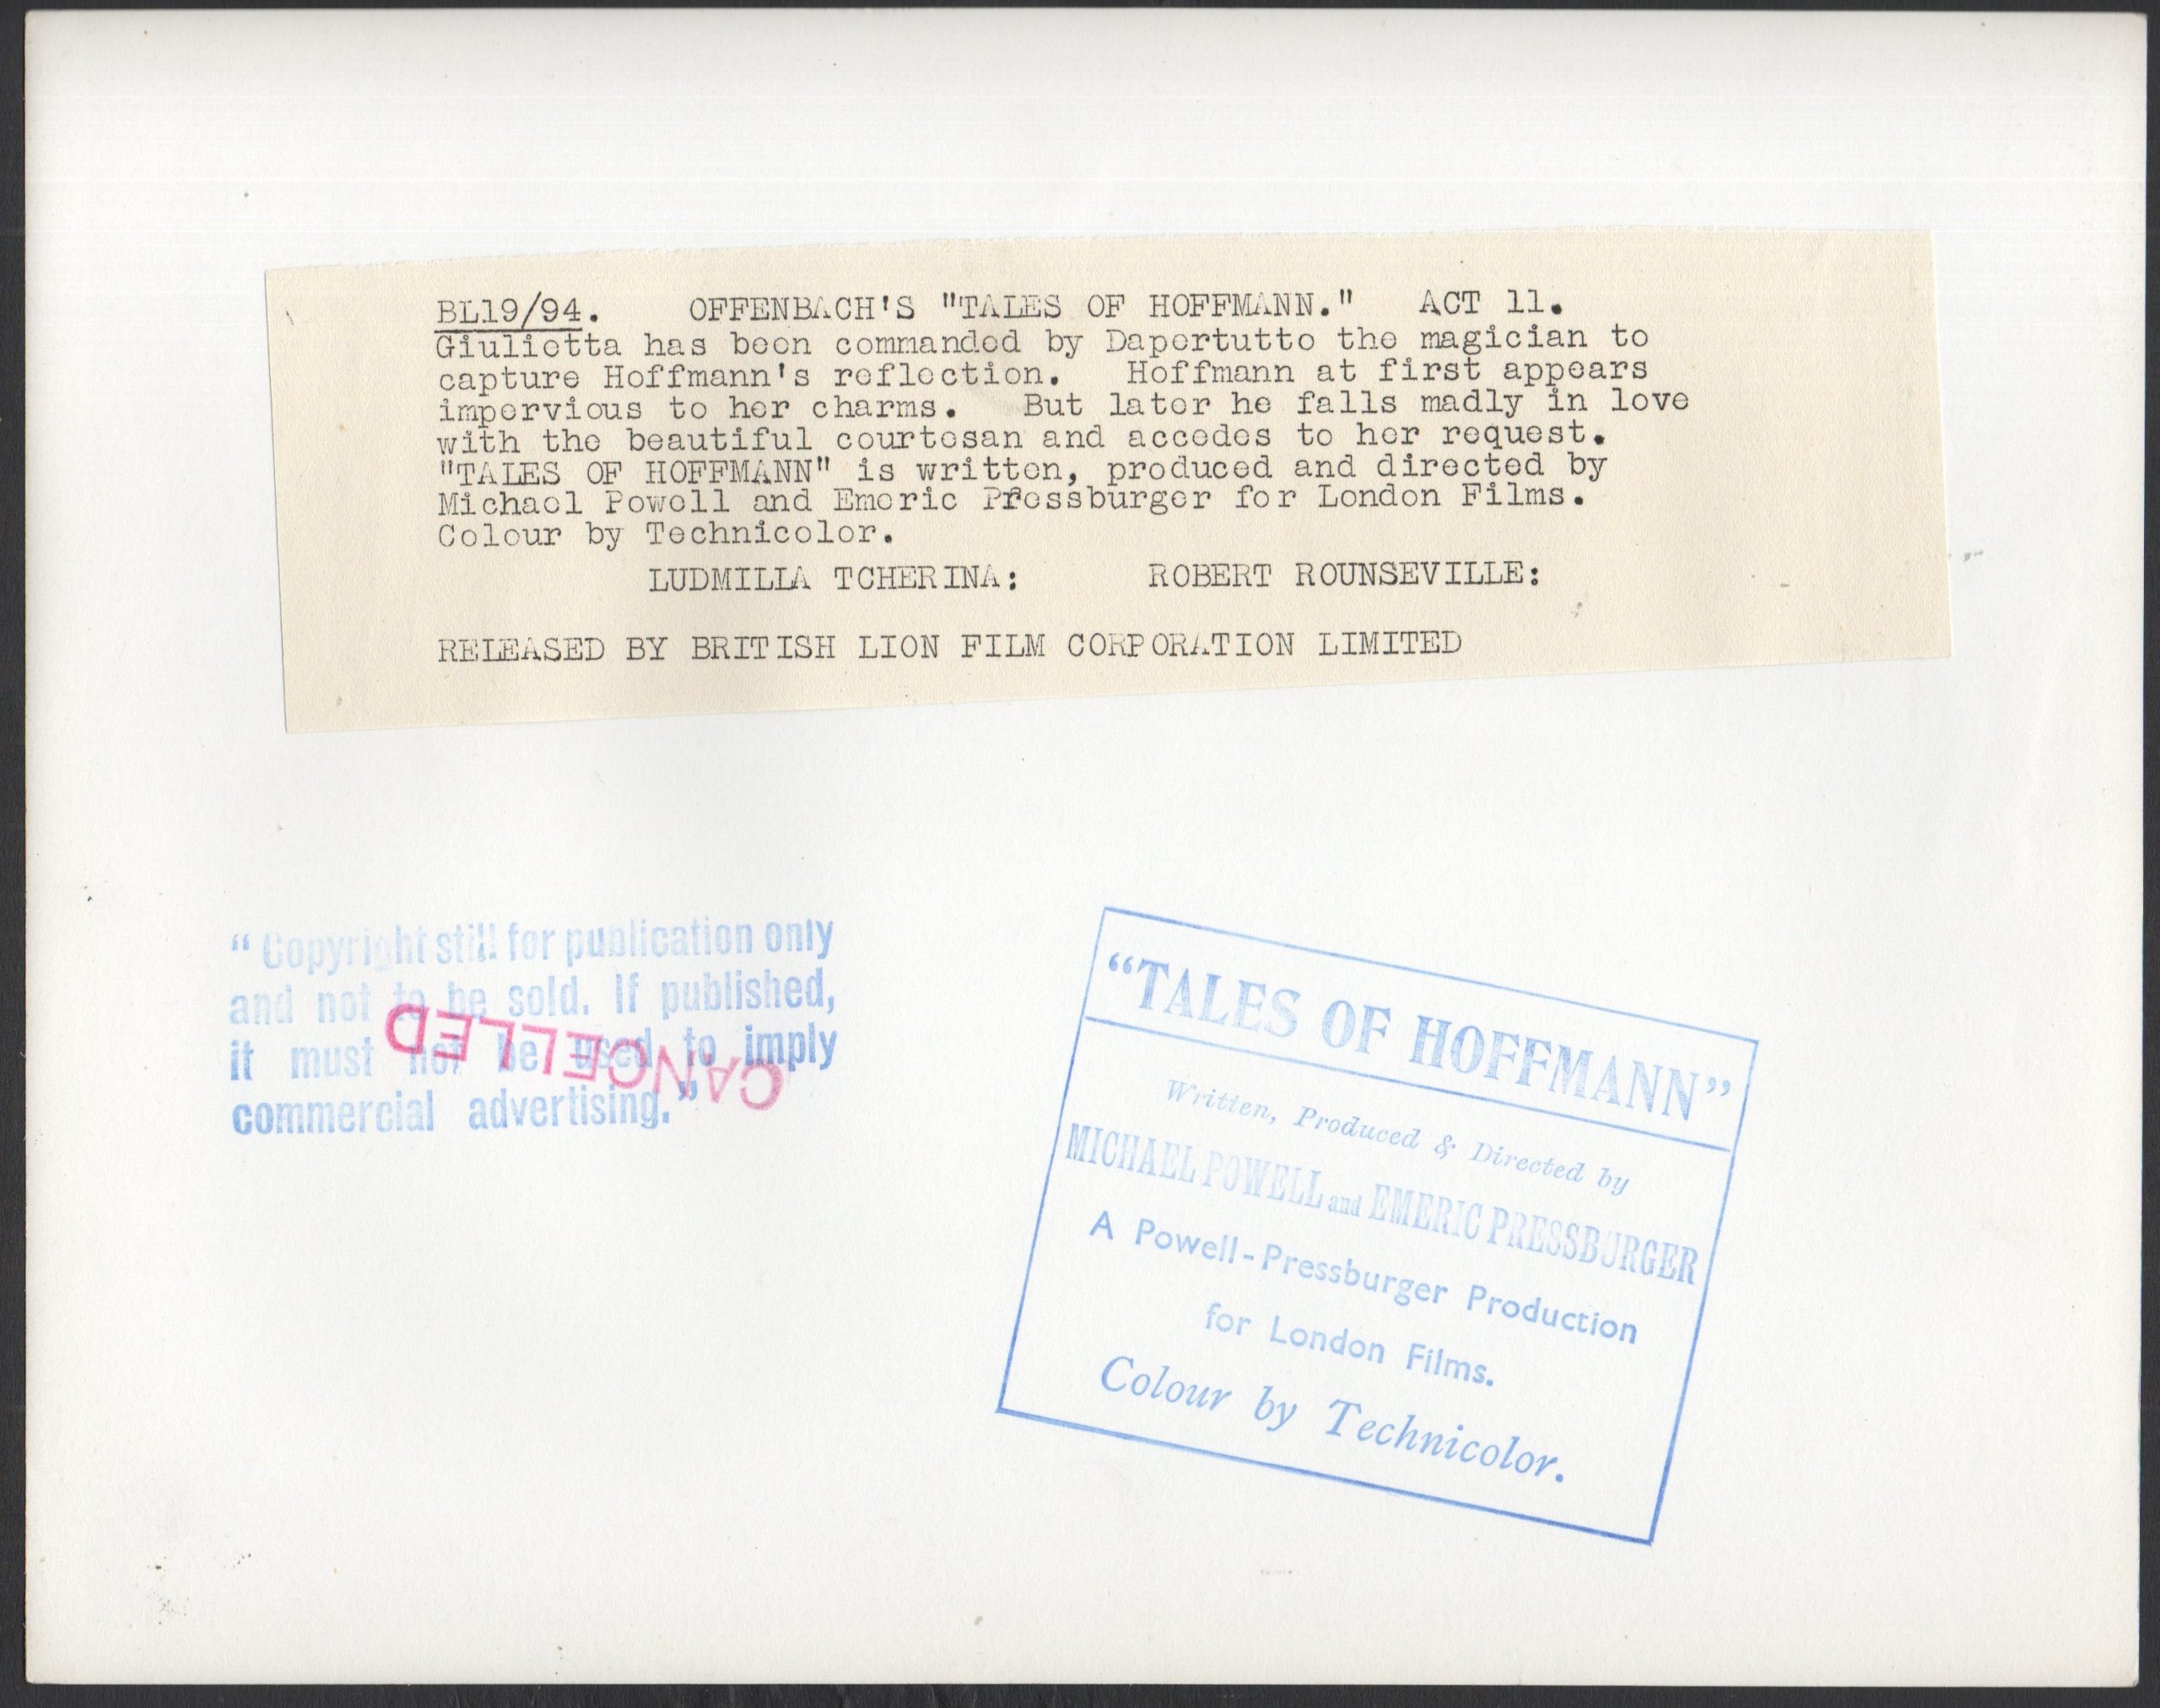 BL19/94. OFFENBACH'S "TALES OF HOFFMANN." ACT 11.
Giulietta has been commanded by Dapertutto the magician to
capture Hoffmann's reflection. Hoffmann at first appears
impervious to her charms. But later he falls madly in love
with the beautiful courtesan and accedes to her request.
"TALES OF HOFFMANN" is written, produced and directed by
Michael Powell and Emeric Pressburger for London Films.
Colour by Technicolor.
LUDMILLA TCHERINA: ROBERT ROUNSEVILLE:
RELEASED BY BRITISH LION FILM CORPORATION LIMITED
“Copyright still for publication only
and not to be sold. If published,
it must not be used to imply
commercial advertising.”
CANCELLED
“TALES OF HOFFMANN”
Written, Produced & Directed by
MICHAEL POWELL and EMERIC PRESSBURGER
A Powell-Pressburger Production
for London Films.
Colour by Technicolor.